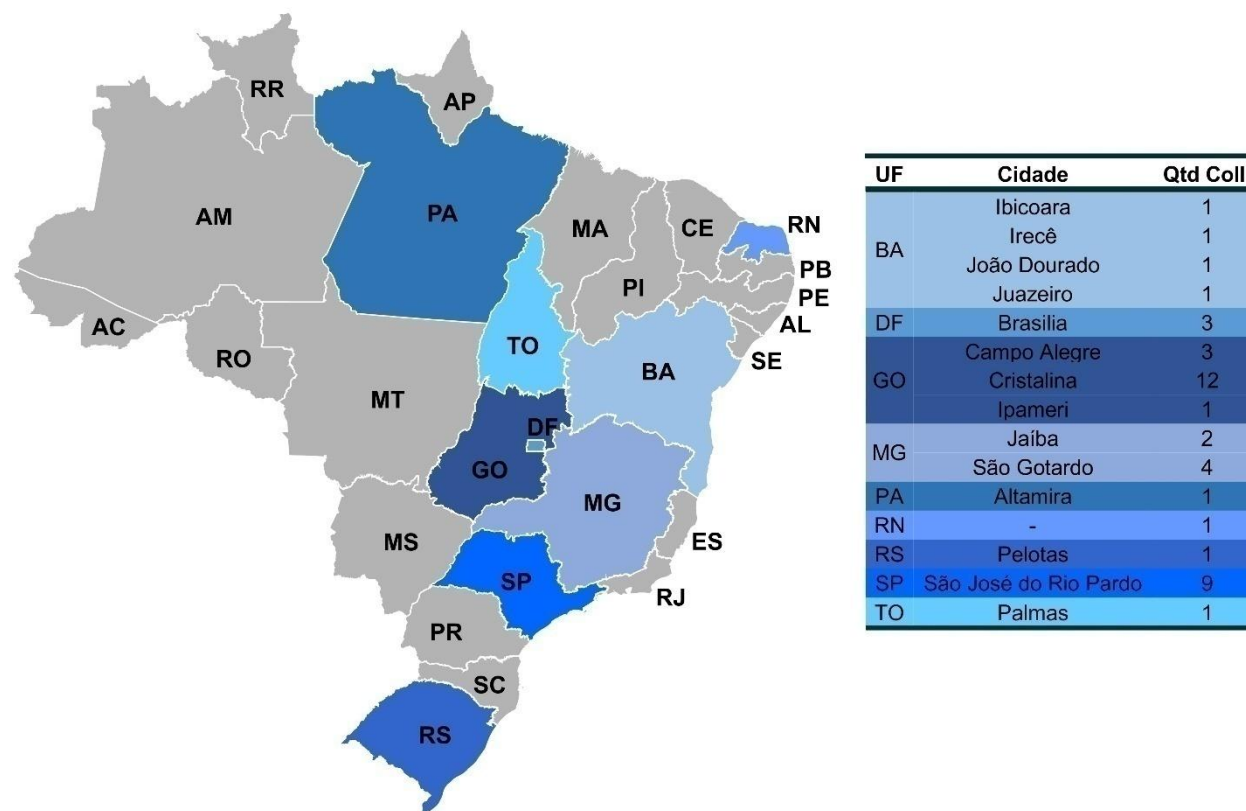 RR
AP
AM
PA
MA
CE
RN
PB
PE
AL
SE
PI
AC
RO
TO
BA
MT
DF
GO
MG
MS
ES
SP
RJ
PR
SC
RS
UF Cidade Qtd Coll
BA
Ibicoara 1
Irecê 1
João Dourado 1
Juazeiro 1
DF Brasilia 3
GO
Campo Alegre 3
Cristalina 12
Ipameri 1
MG
Jaíba 2
São Gotardo 4
PA Altamira 1
RN - 1
RS Pelotas 1
SP São José do Rio Pardo 9
TO Palmas 1